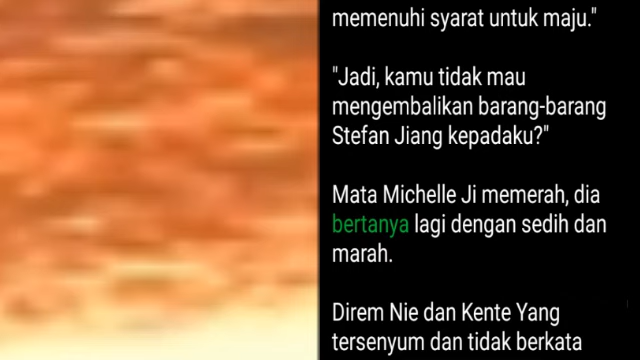 memenuhi syarat untuk maju."
"Jadi, kamu tidak mau
mengembalikan barang-barang
Stefan Jiang kepadaku?"
Mata Michelle Ji memerah, dia
bertanya lagi dengan sedih dan
marah.
Direm Nie dan Kente Yang
tersenyum dan tidak berkata